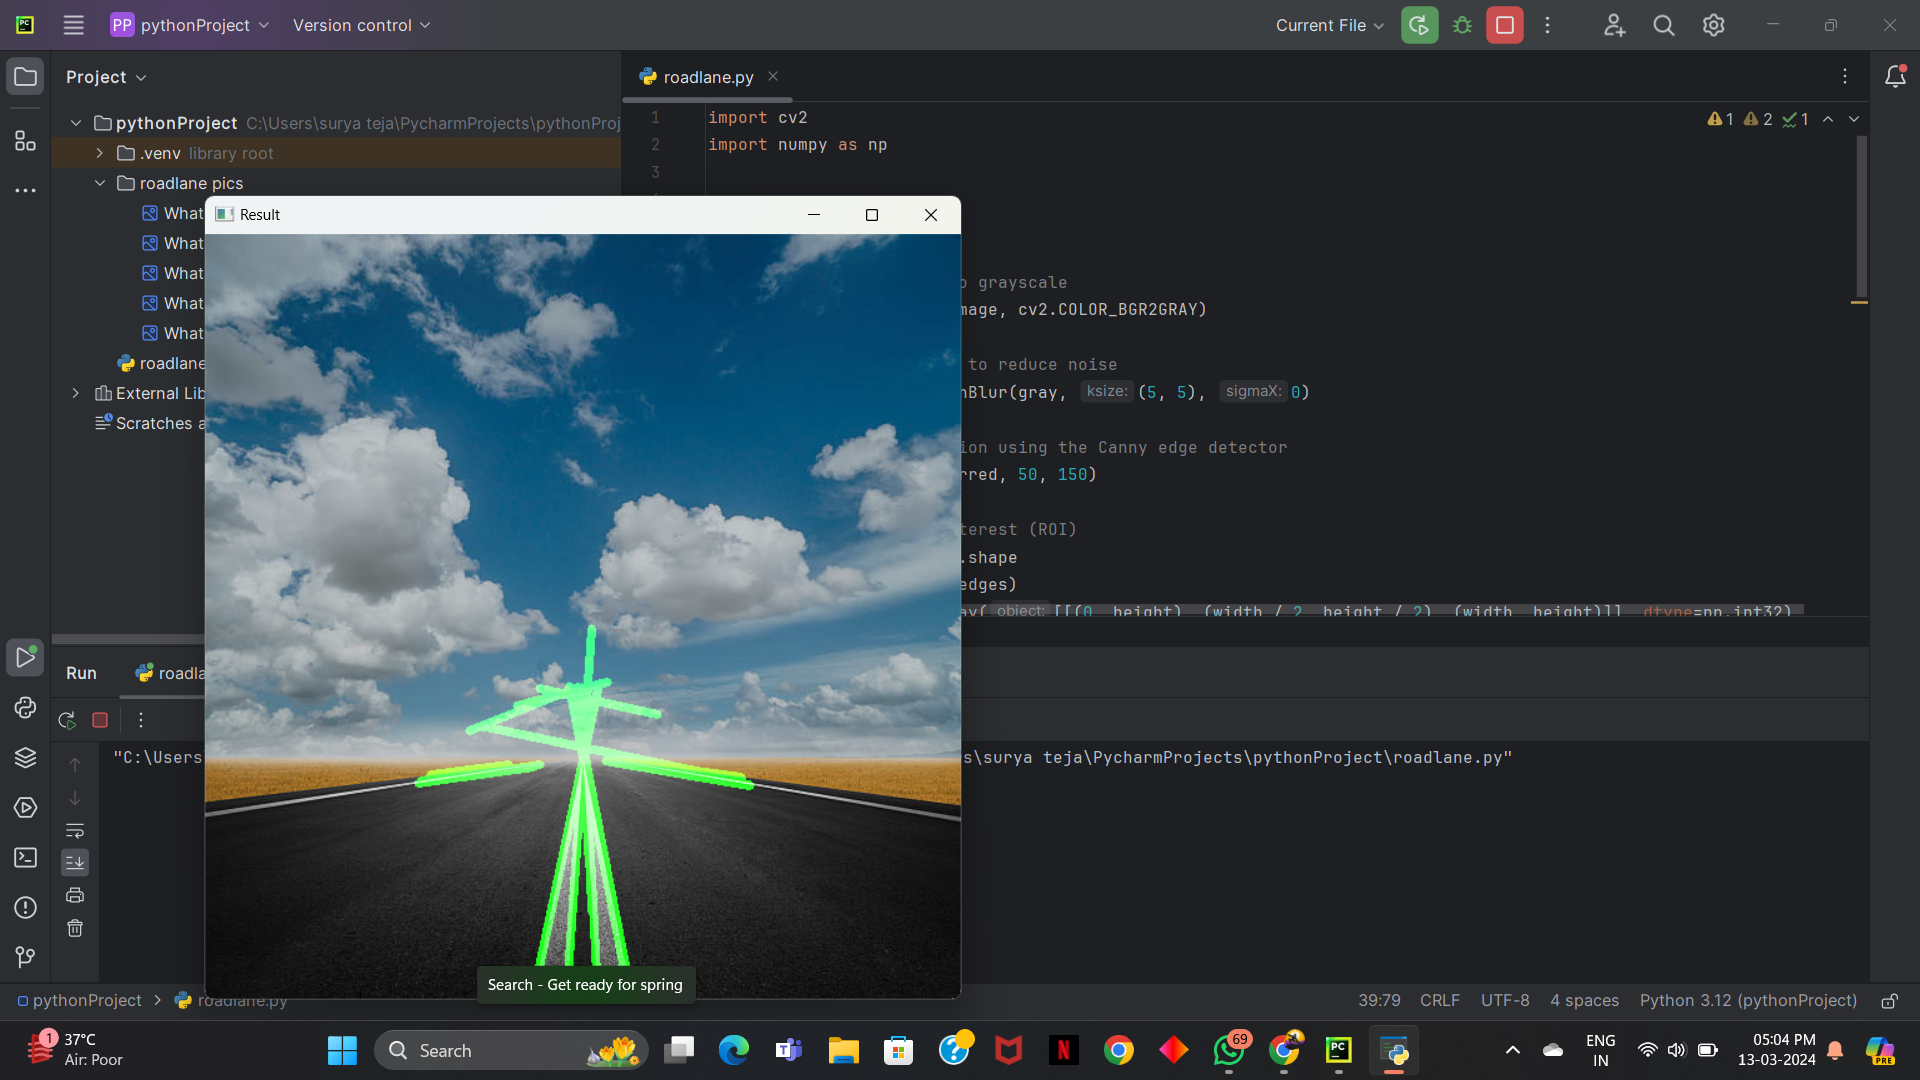 PP pythonProject Version control Current File
Project
roadlane.py
pythonProject C:\Users\surya teja\PycharmProjects\pythonProj
.venv library root
roadlane pics
What
What
What
What
What
roadlane
External Lib
Scratches a
1 import cv2
2 import numpy as np
3
1 2 1
Result
o grayscale
mage, cv2.COLOR_BGR2GRAY)
to reduce noise
nBlur(gray, ksize: (5, 5), sigmaX: 0)
ion using the Canny edge detector
rred, 50, 150)
terest (ROI)
.shape
edges)
ay( object: [[(0, height), (width / 2, height / 2), (width, height)]], dtype=np.int32)
Run roadla
"C:\Users
s\surya teja\PycharmProjects\pythonProject\roadlane.py"
Search - Get ready for spring
pythonProject > roadlane.py
39:79 CRLF UTF-8 4 spaces Python 3.12 (pythonProject)
1
37°C
Air: Poor
Search
69
PRE
ENG
IN
05:04 PM
13-03-2024